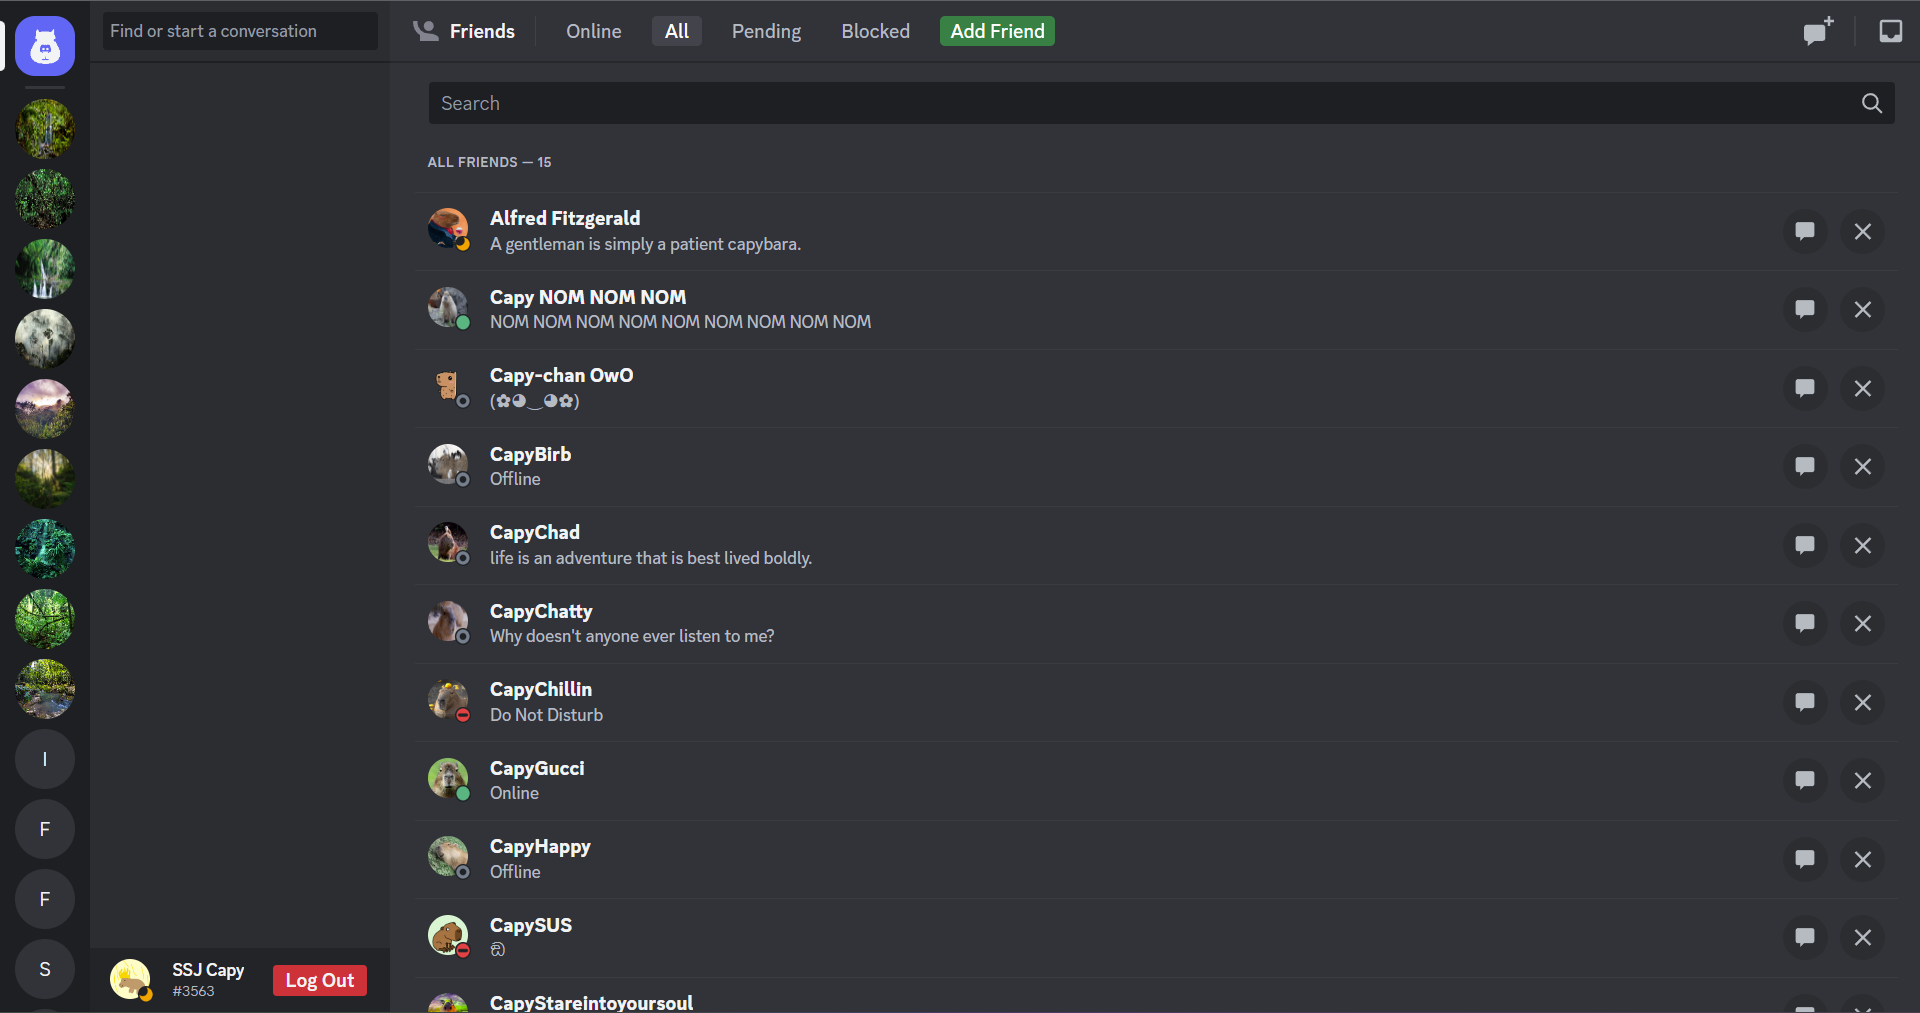 Find or start a conversation
Friends
Online
All
Pending
Blocked
Add Friend
Search
ALL FRIENDS — 15
Alfred Fitzgerald
A gentleman is simply a patient capybara.
Capy NOM NOM NOM
NOM NOM NOM NOM NOM NOM NOM NOM NOM
Capy-chan OwO
(✿◕‿◕✿)
CapyBirb
Offline
CapyChad
life is an adventure that is best lived boldly.
CapyChatty
Why doesn't anyone ever listen to me?
CapyChillin
Do Not Disturb
CapyGucci
Online
CapyHappy
Offline
CapySUS
ඞ
CapyStareintoyoursoul
I
F
F
S
SSJ Capy
#3563
Log Out